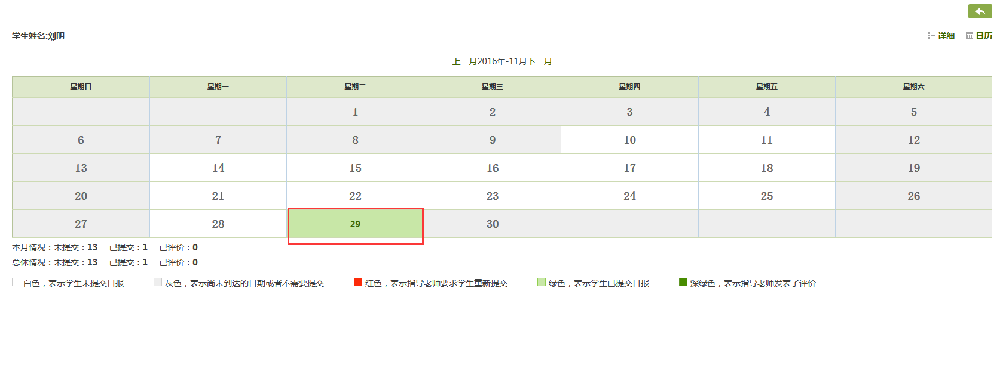 学生姓名:刘明 详细 日历
上一月2016年-11月下一月
星期日 星期一 星期二 星期三 星期四 星期五 星期六
1 2 3 4 5
6 7 8 9 10 11 12
13 14 15 16 17 18 19
20 21 22 23 24 25 26
27 28 29 30
本月情况：未提交：13 已提交：1 已评价：0
总体情况：未提交：13 已提交：1 已评价：0
白色，表示学生未提交日报 灰色，表示尚未到达的日期或者不需要提交 红色，表示指导老师要求学生重新提交 绿色，表示学生已提交日报 深绿色，表示指导老师发表了评价